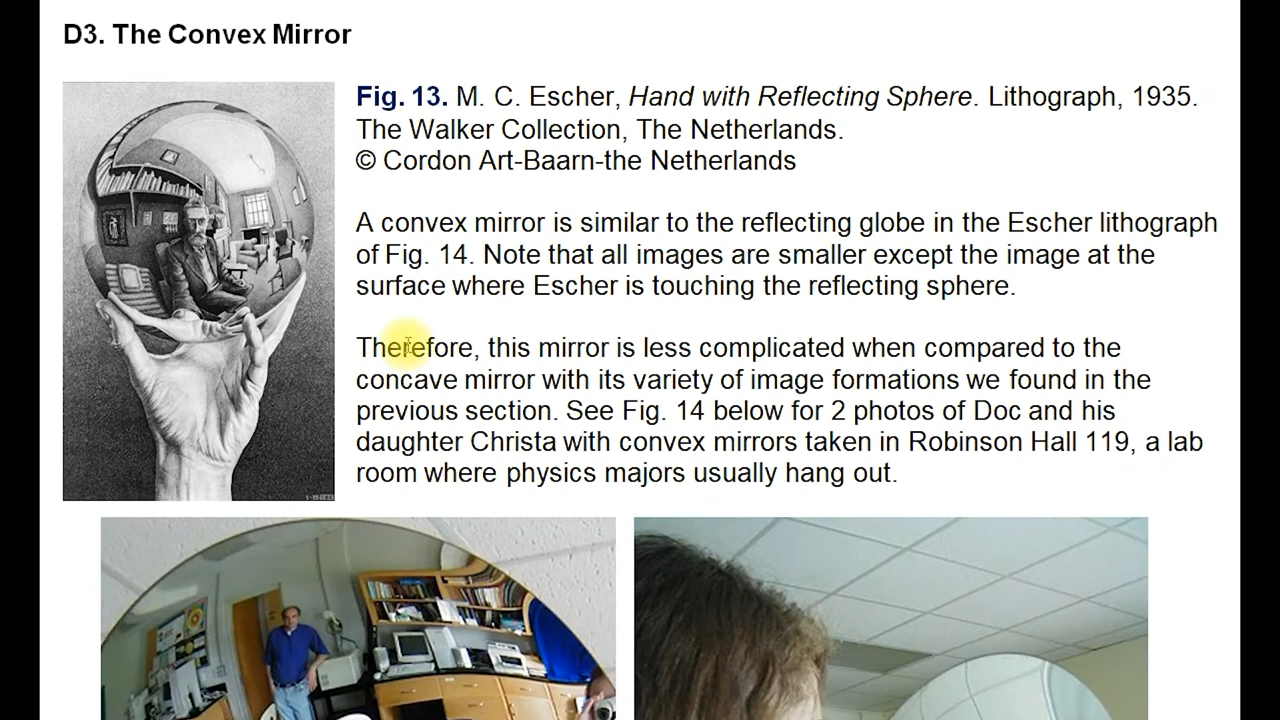 D3. The Convex Mirror
Fig. 13. M. C. Escher, Hand with Reflecting Sphere. Lithograph, 1935.
The Walker Collection, The Netherlands.
© Cordon Art-Baarn-the Netherlands
A convex mirror is similar to the reflecting globe in the Escher lithograph
of Fig. 14. Note that all images are smaller except the image at the
surface where Escher is touching the reflecting sphere.
Therefore, this mirror is less complicated when compared to the
concave mirror with its variety of image formations we found in the
previous section. See Fig. 14 below for 2 photos of Doc and his
daughter Christa with convex mirrors taken in Robinson Hall 119, a lab
room where physics majors usually hang out.